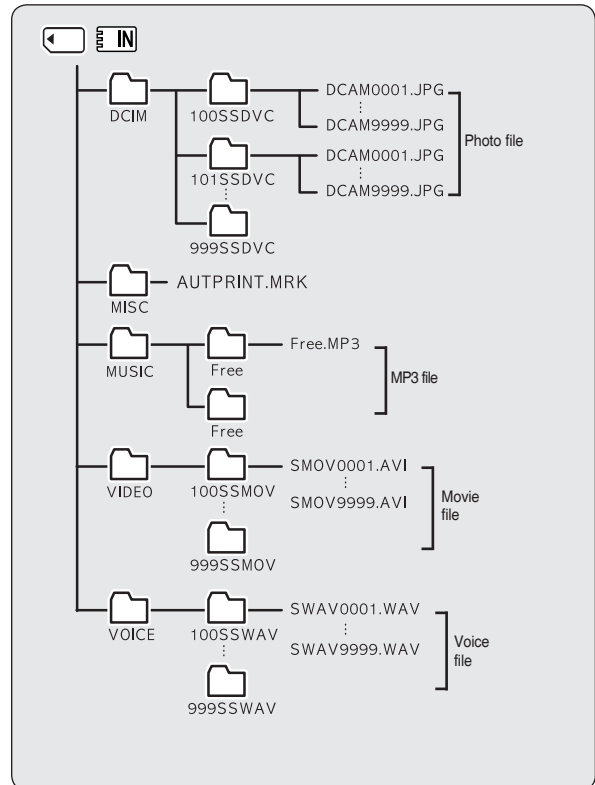 IN
DCIM
100SSDVC
DCAM0001.JPG
DCAM9999.JPG
101SSDVC
DCAM0001.JPG
DCAM9999.JPG
Photo file
999SSDVC
MISC
AUTPRINT.MRK
MUSIC
Free
Free.MP3
Free
MP3 file
VIDEO
100SSMOV
SMOV0001.AVI
SMOV9999.AVI
Movie
file
999SSMOV
VOICE
100SSWAV
SWAV0001.WAV
SWAV9999.WAV
Voice
file
999SSWAV